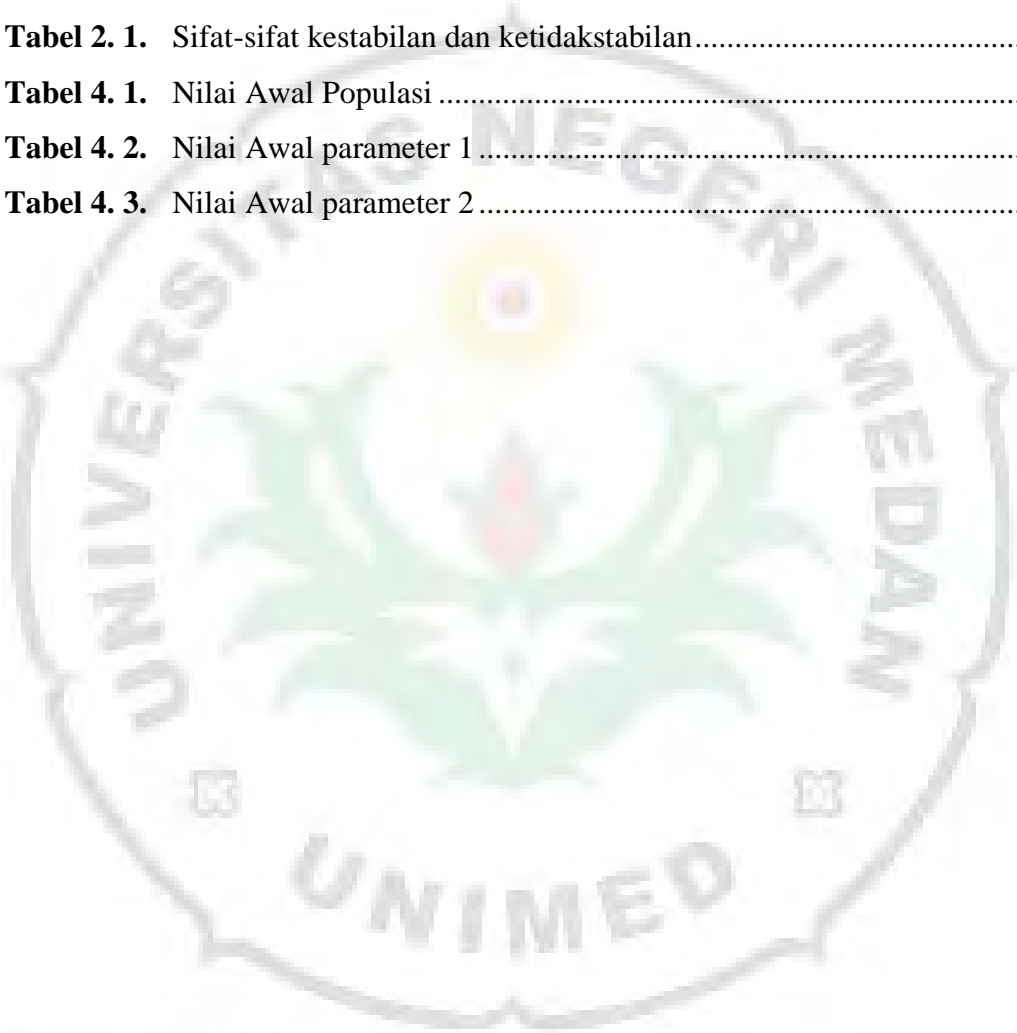 Tabel 2. 1. Sifat-sifat kestabilan dan ketidakstabilan..........................................
Tabel 4. 1. Nilai Awal Populasi ..........................................................................
Tabel 4. 2. Nilai Awal parameter 1 .....................................................................
Tabel 4. 3. Nilai Awal parameter 2 .....................................................................
UNIVERSITAS NEGERI MEDAN
UNIMED